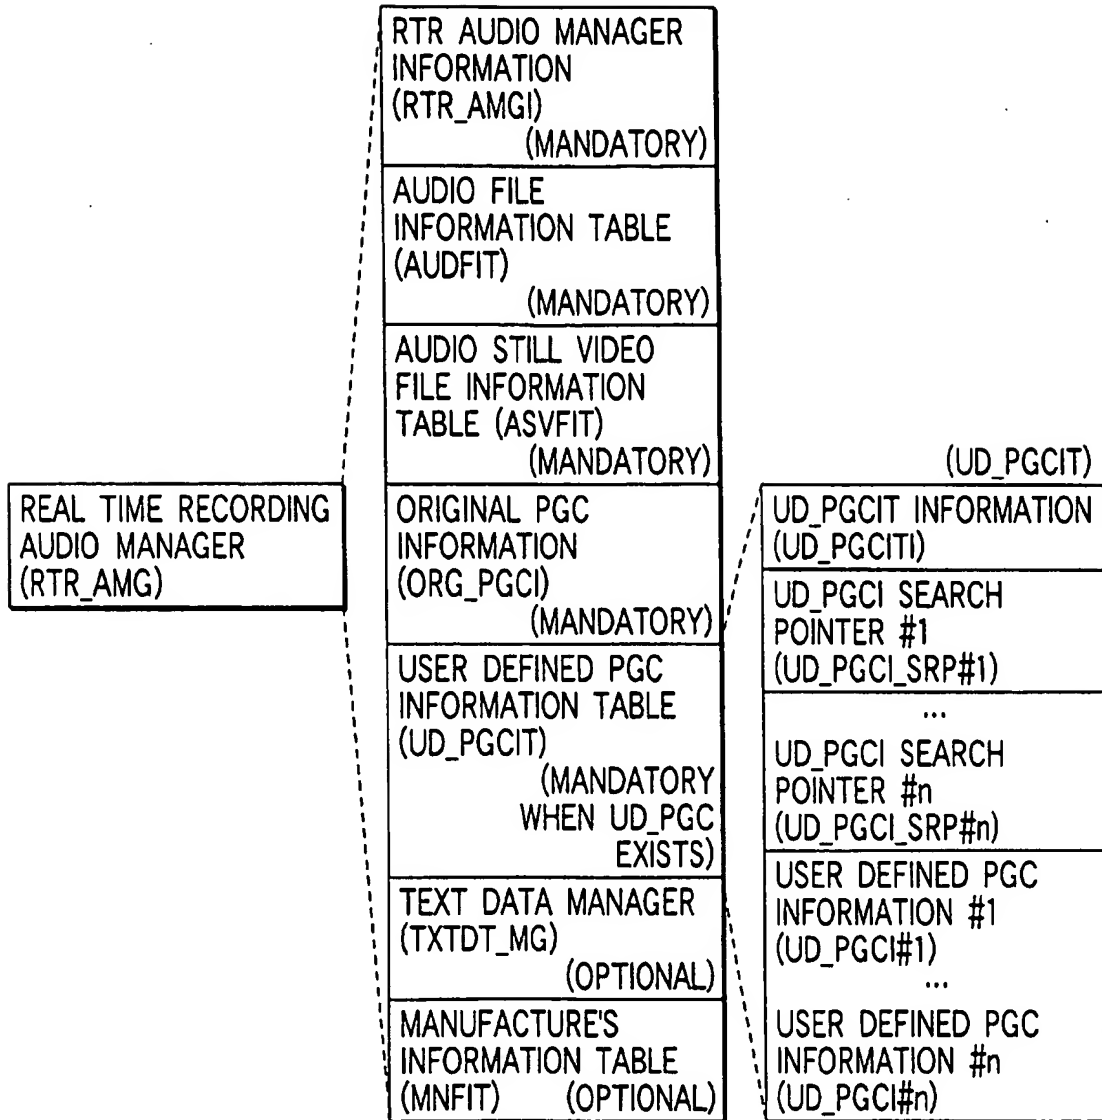 REAL TIME RECORDING
AUDIO MANAGER
(RTR_AMG)
RTR AUDIO MANAGER
INFORMATION
(RTR_AMGI)
(MANDATORY)
AUDIO FILE
INFORMATION TABLE
(AUDFIT)
(MANDATORY)
AUDIO STILL VIDEO
FILE INFORMATION
TABLE (ASVFIT)
(MANDATORY)
ORIGINAL PGC
INFORMATION
(ORG_PGCI)
(MANDATORY)
USER DEFINED PGC
INFORMATION TABLE
(UD_PGCIT)
(MANDATORY
WHEN UD_PGC
EXISTS)
TEXT DATA MANAGER
(TXTDT_MG)
(OPTIONAL)
MANUFACTURE'S
INFORMATION TABLE
(MNFIT) (OPTIONAL)
(UD_PGCIT)
UD_PGCIT INFORMATION
(UD_PGCITI)
UD_PGCI SEARCH
POINTER #1
(UD_PGCI_SRP#1)
...
UD_PGCI SEARCH
POINTER #n
(UD_PGCI_SRP#n)
USER DEFINED PGC
INFORMATION #1
(UD_PGCI#1)
...
USER DEFINED PGC
INFORMATION #n
(UD_PGCI#n)